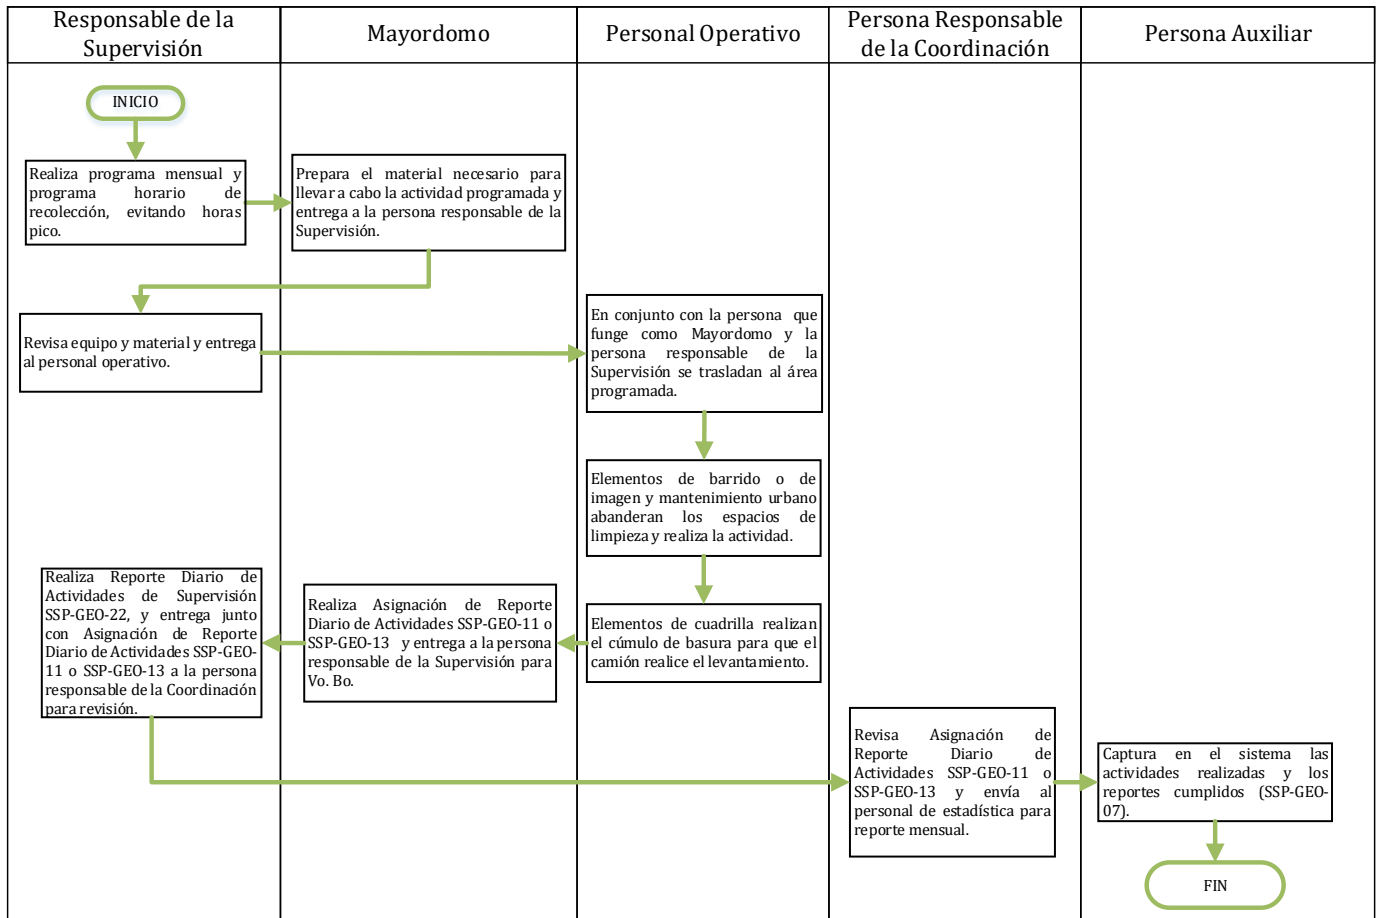 Responsable de la
Supervisión
Mayordomo
Personal Operativo
Persona Responsable
de la Coordinación
Persona Auxiliar
INICIO
Realiza programa mensual y
programa horario de
recolección, evitando horas
pico.
Prepara el material necesario para
llevar a cabo la actividad programada y
entrega a la persona responsable de la
Supervisión.
Revisa equipo y material y entrega
al personal operativo.
En conjunto con la persona que
funge como Mayordomo y la
persona responsable de la
Supervisión se trasladan al área
programada.
Elementos de barrido o de
imagen y mantenimiento urbano
abanderan los espacios de
limpieza y realiza la actividad.
Elementos de cuadrilla realizan
el cúmulo de basura para que el
camión realice el levantamiento.
Realiza Asignación de Reporte
Diario de Actividades SSP-GEO-11 o
SSP-GEO-13 y entrega a la persona
responsable de la Supervisión para
Vo. Bo.
Realiza Reporte Diario de
Actividades de Supervisión
SSP-GEO-22, y entrega junto
con Asignación de Reporte
Diario de Actividades SSP-GEO-
11 o SSP-GEO-13 a la persona
responsable de la Coordinación
para revisión.
Revisa Asignación de
Reporte Diario de
Actividades SSP-GEO-11 o
SSP-GEO-13 y envía al
personal de estadística para
reporte mensual.
Captura en el sistema las
actividades realizadas y los
reportes cumplidos (SSP-GEO-
07).
FIN